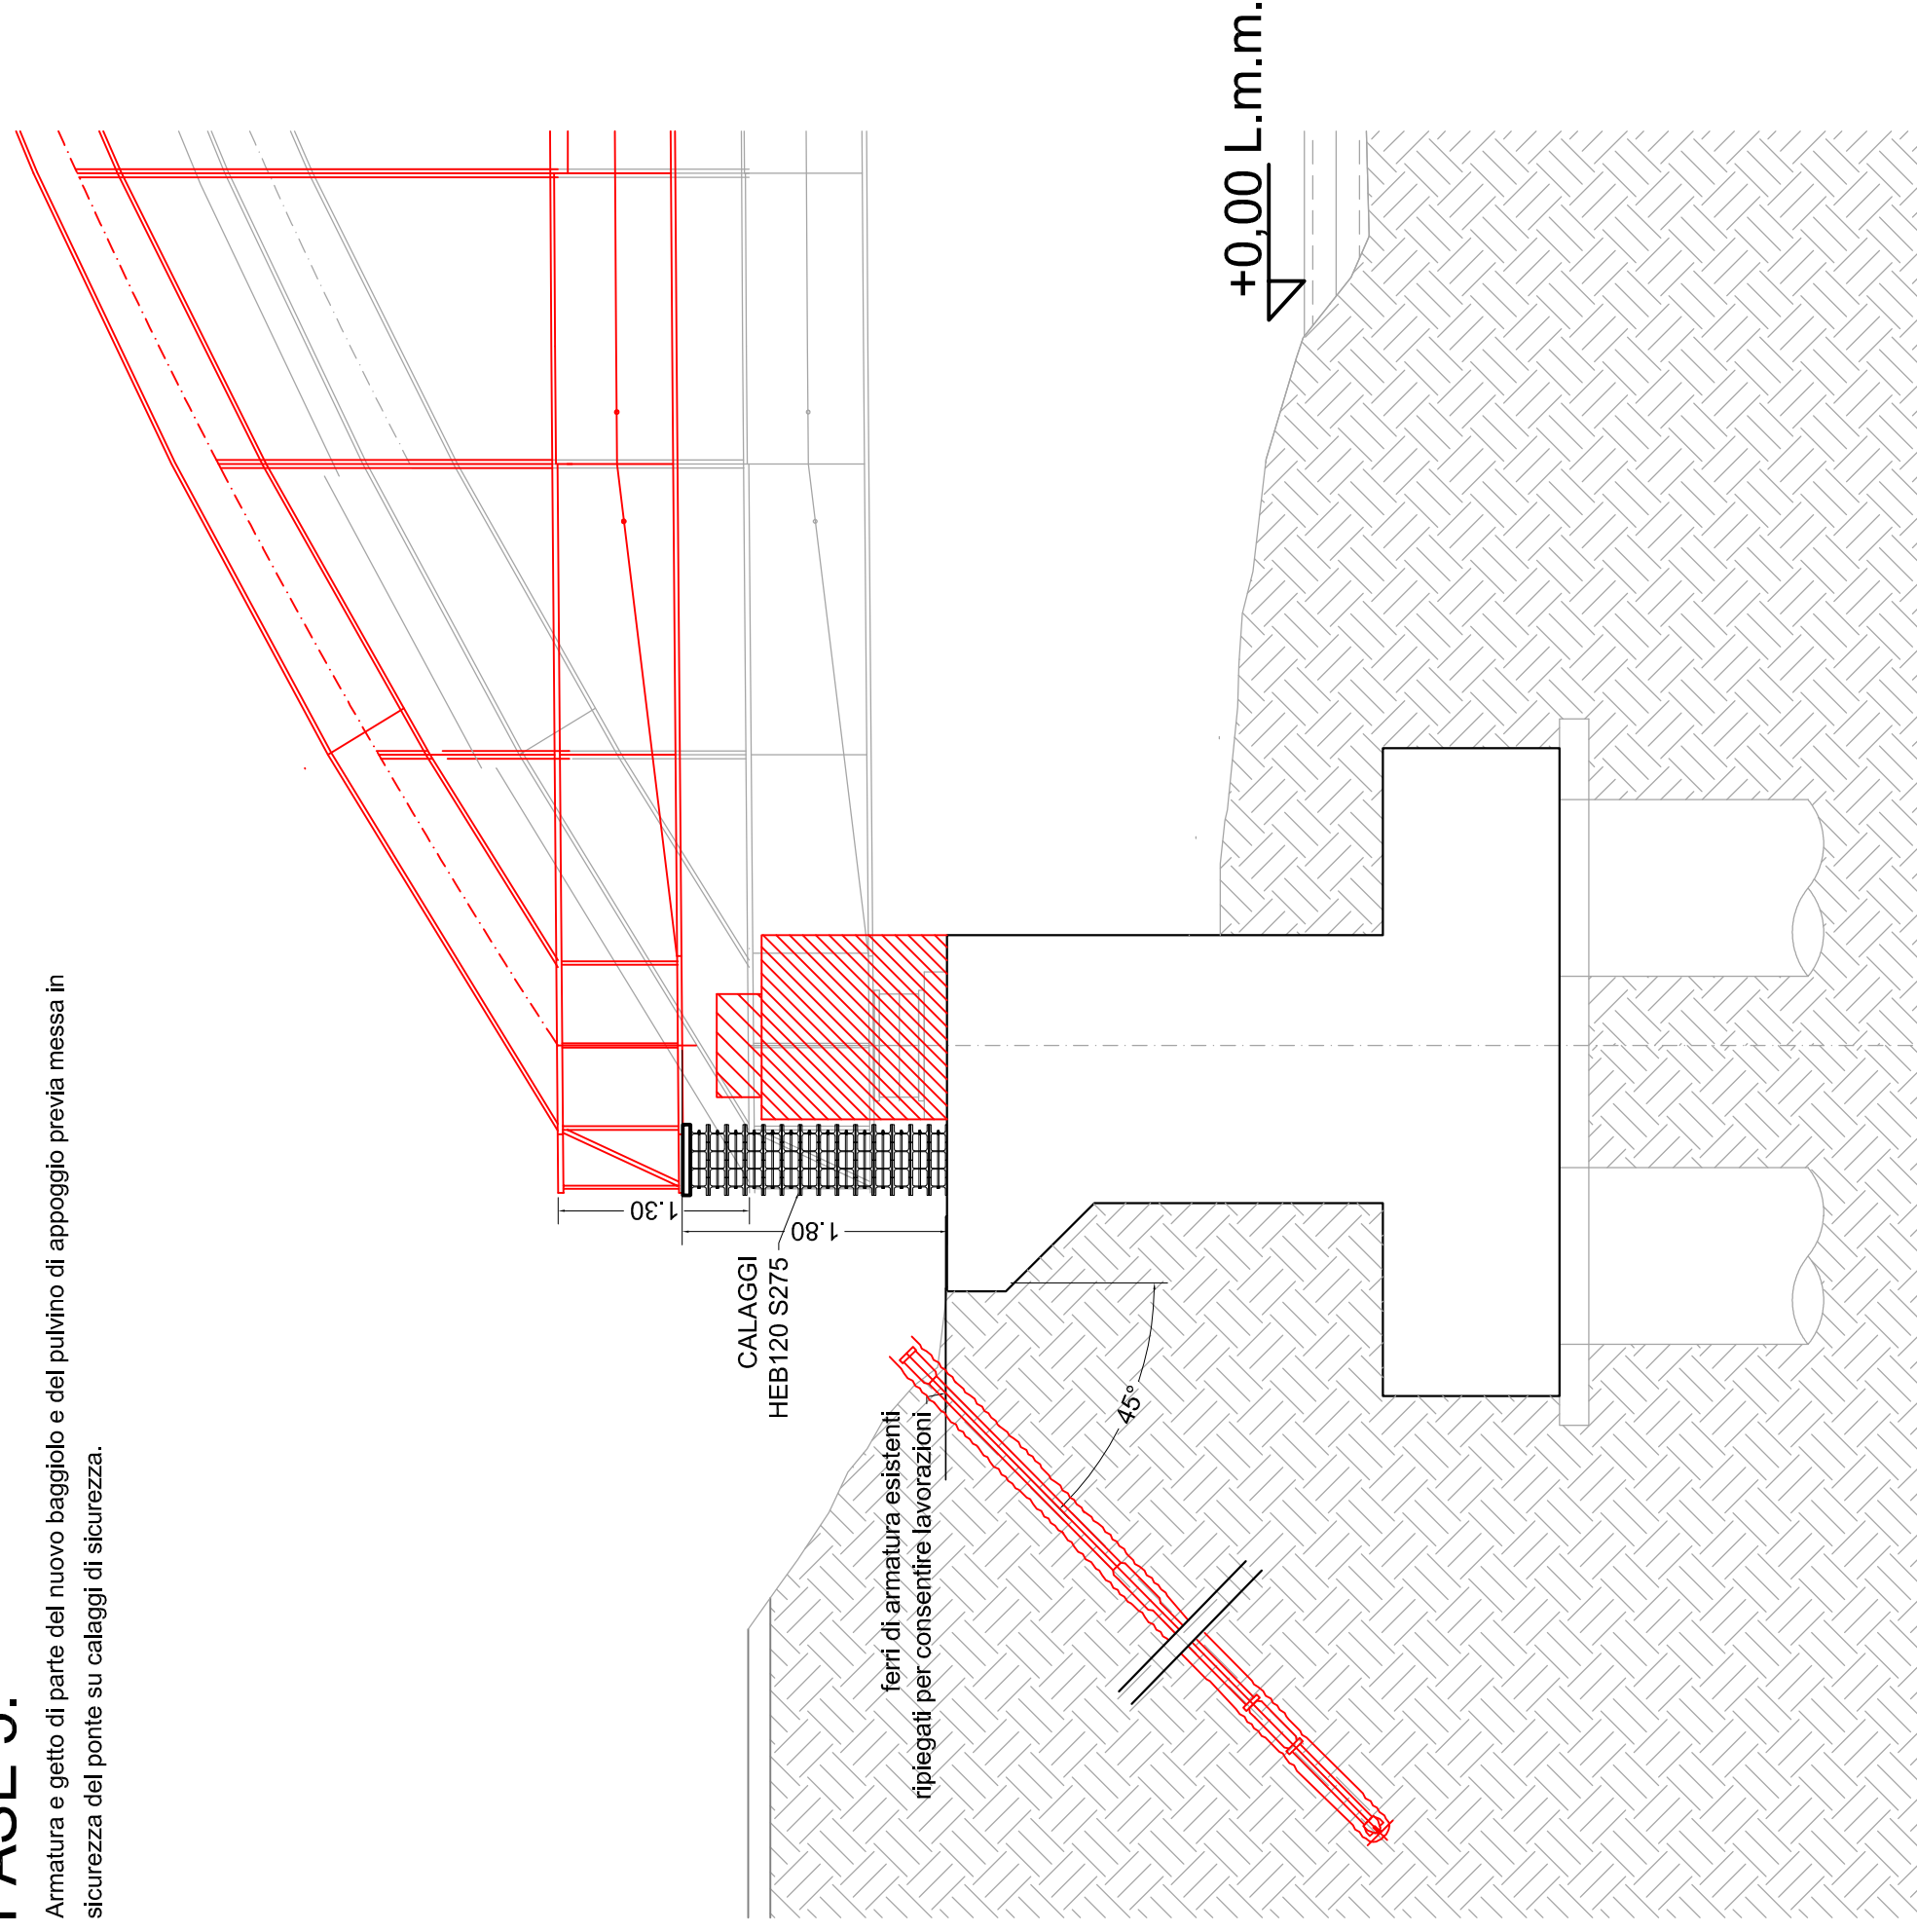 Armatura e getto di parte del nuovo baggiolo e del pulvino di appoggio previa messa in
sicurezza del ponte su calaggi di sicurezza.
1.30
1.80
CALAGGI
HEB120 S275
ferri di armatura esistenti
ripiegati per consentire lavorazioni
45°
+0,00 L.m.m.